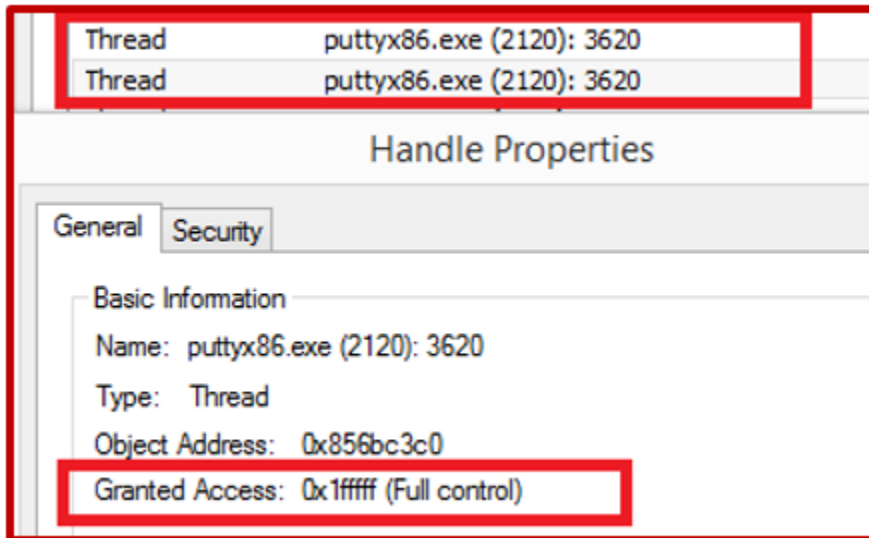 Thread puttyx86.exe (2120): 3620
Thread puttyx86.exe (2120): 3620
Handle Properties
General Security
Basic Information
Name: puttyx86.exe (2120): 3620
Type: Thread
Object Address: 0x856bc3c0
Granted Access: 0x1fffff (Full control)